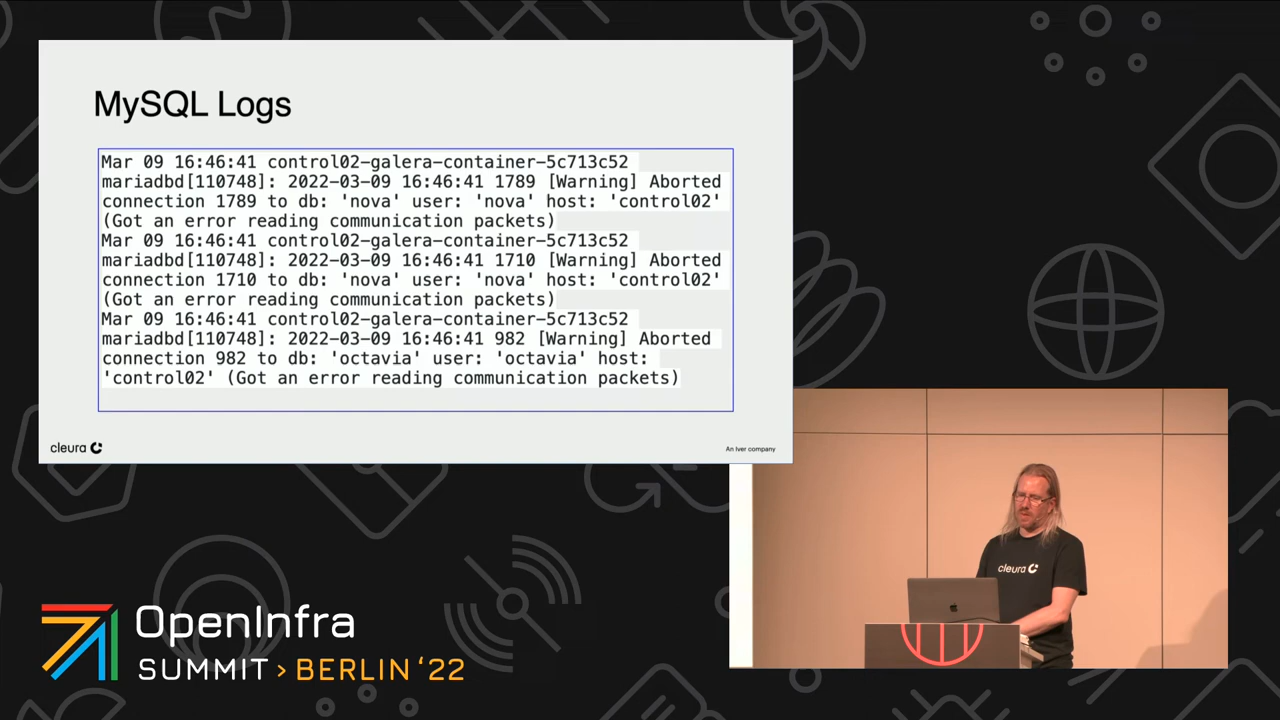 MySQL Logs
Mar 09 16:46:41 control02-galera-container-5c713c52
mariadbd[110748]: 2022-03-09 16:46:41 1789 [Warning] Aborted
connection 1789 to db: 'nova' user: 'nova' host: 'control02'
(Got an error reading communication packets)
Mar 09 16:46:41 control02-galera-container-5c713c52
mariadbd[110748]: 2022-03-09 16:46:41 1710 [Warning] Aborted
connection 1710 to db: 'nova' user: 'nova' host: 'control02'
(Got an error reading communication packets)
Mar 09 16:46:41 control02-galera-container-5c713c52
mariadbd[110748]: 2022-03-09 16:46:41 982 [Warning] Aborted
connection 982 to db: 'octavia' user: 'octavia' host:
'control02' (Got an error reading communication packets)
cleura
An Iver company
cleura
OpenInfra
SUMMIT › BERLIN ‘22